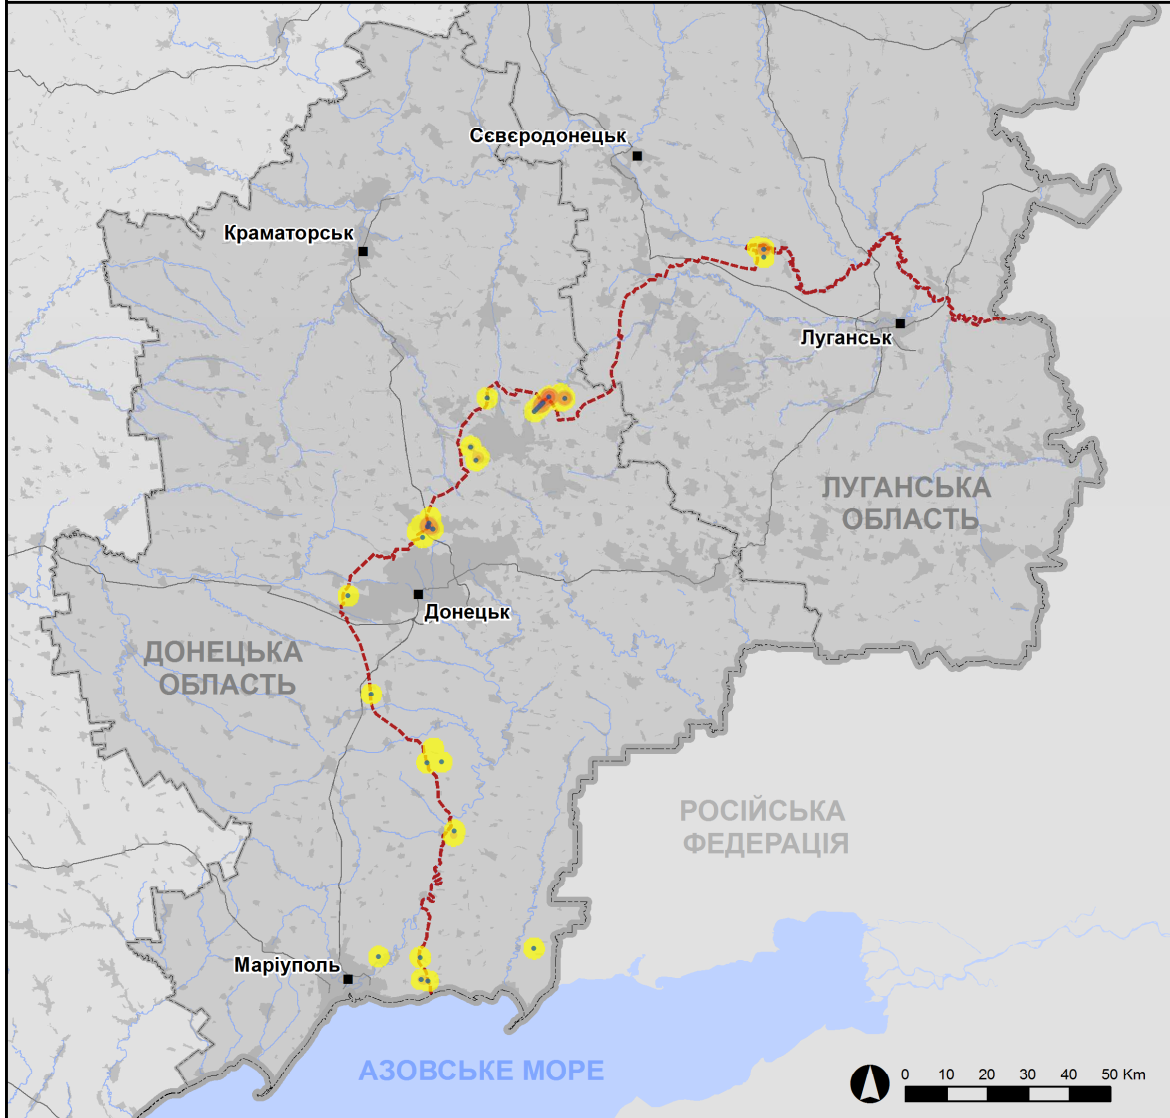 Сєвєродонецьк
Краматорськ
Луганськ
ЛУГАНСЬКА
ОБЛАСТЬ
Донецьк
ДОНЕЦЬКА
ОБЛАСТЬ
РОСІЙСЬКА
ФЕДЕРАЦІЯ
Маріуполь
АЗОВСЬКЕ МОРЕ
0 10 20 30 40 50 Km